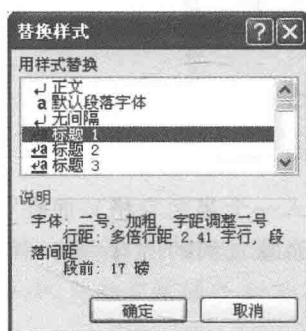 替换样式
用样式替换
正文
a 默认段落字体
无间隔
标题 1
a 标题 2
a 标题 3
说明
字体: 二号, 加粗, 字距调整二号
行距: 多倍行距 2.41 字行, 段
落间距
段前: 17 磅
确定
取消